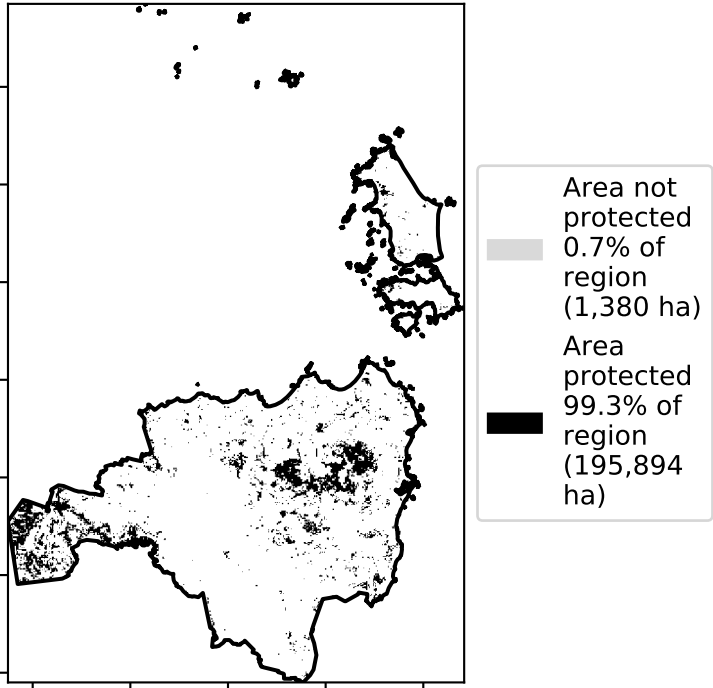 Area not
protected
0.7% of
region
(1,380 ha)
Area
protected
99.3% of
region
(195,894
ha)